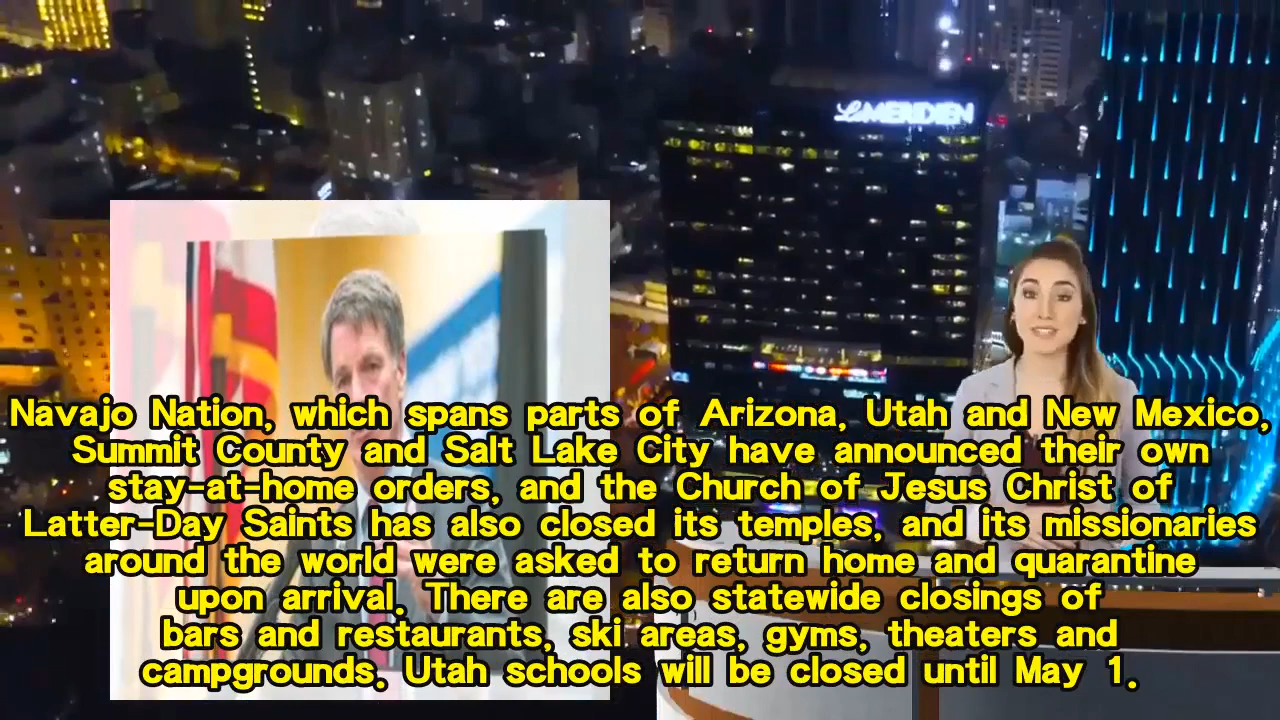 Le MERIDIEN
Navajo Nation, which spans parts of Arizona, Utah and New Mexico,
Summit County and Salt Lake City have announced their own
stay-at-home orders, and the Church of Jesus Christ of
Latter-Day Saints has also closed its temples, and its missionaries
around the world were asked to return home and quarantine
upon arrival. There are also statewide closings of
bars and restaurants, ski areas, gyms, theaters and
campgrounds. Utah schools will be closed until May 1.